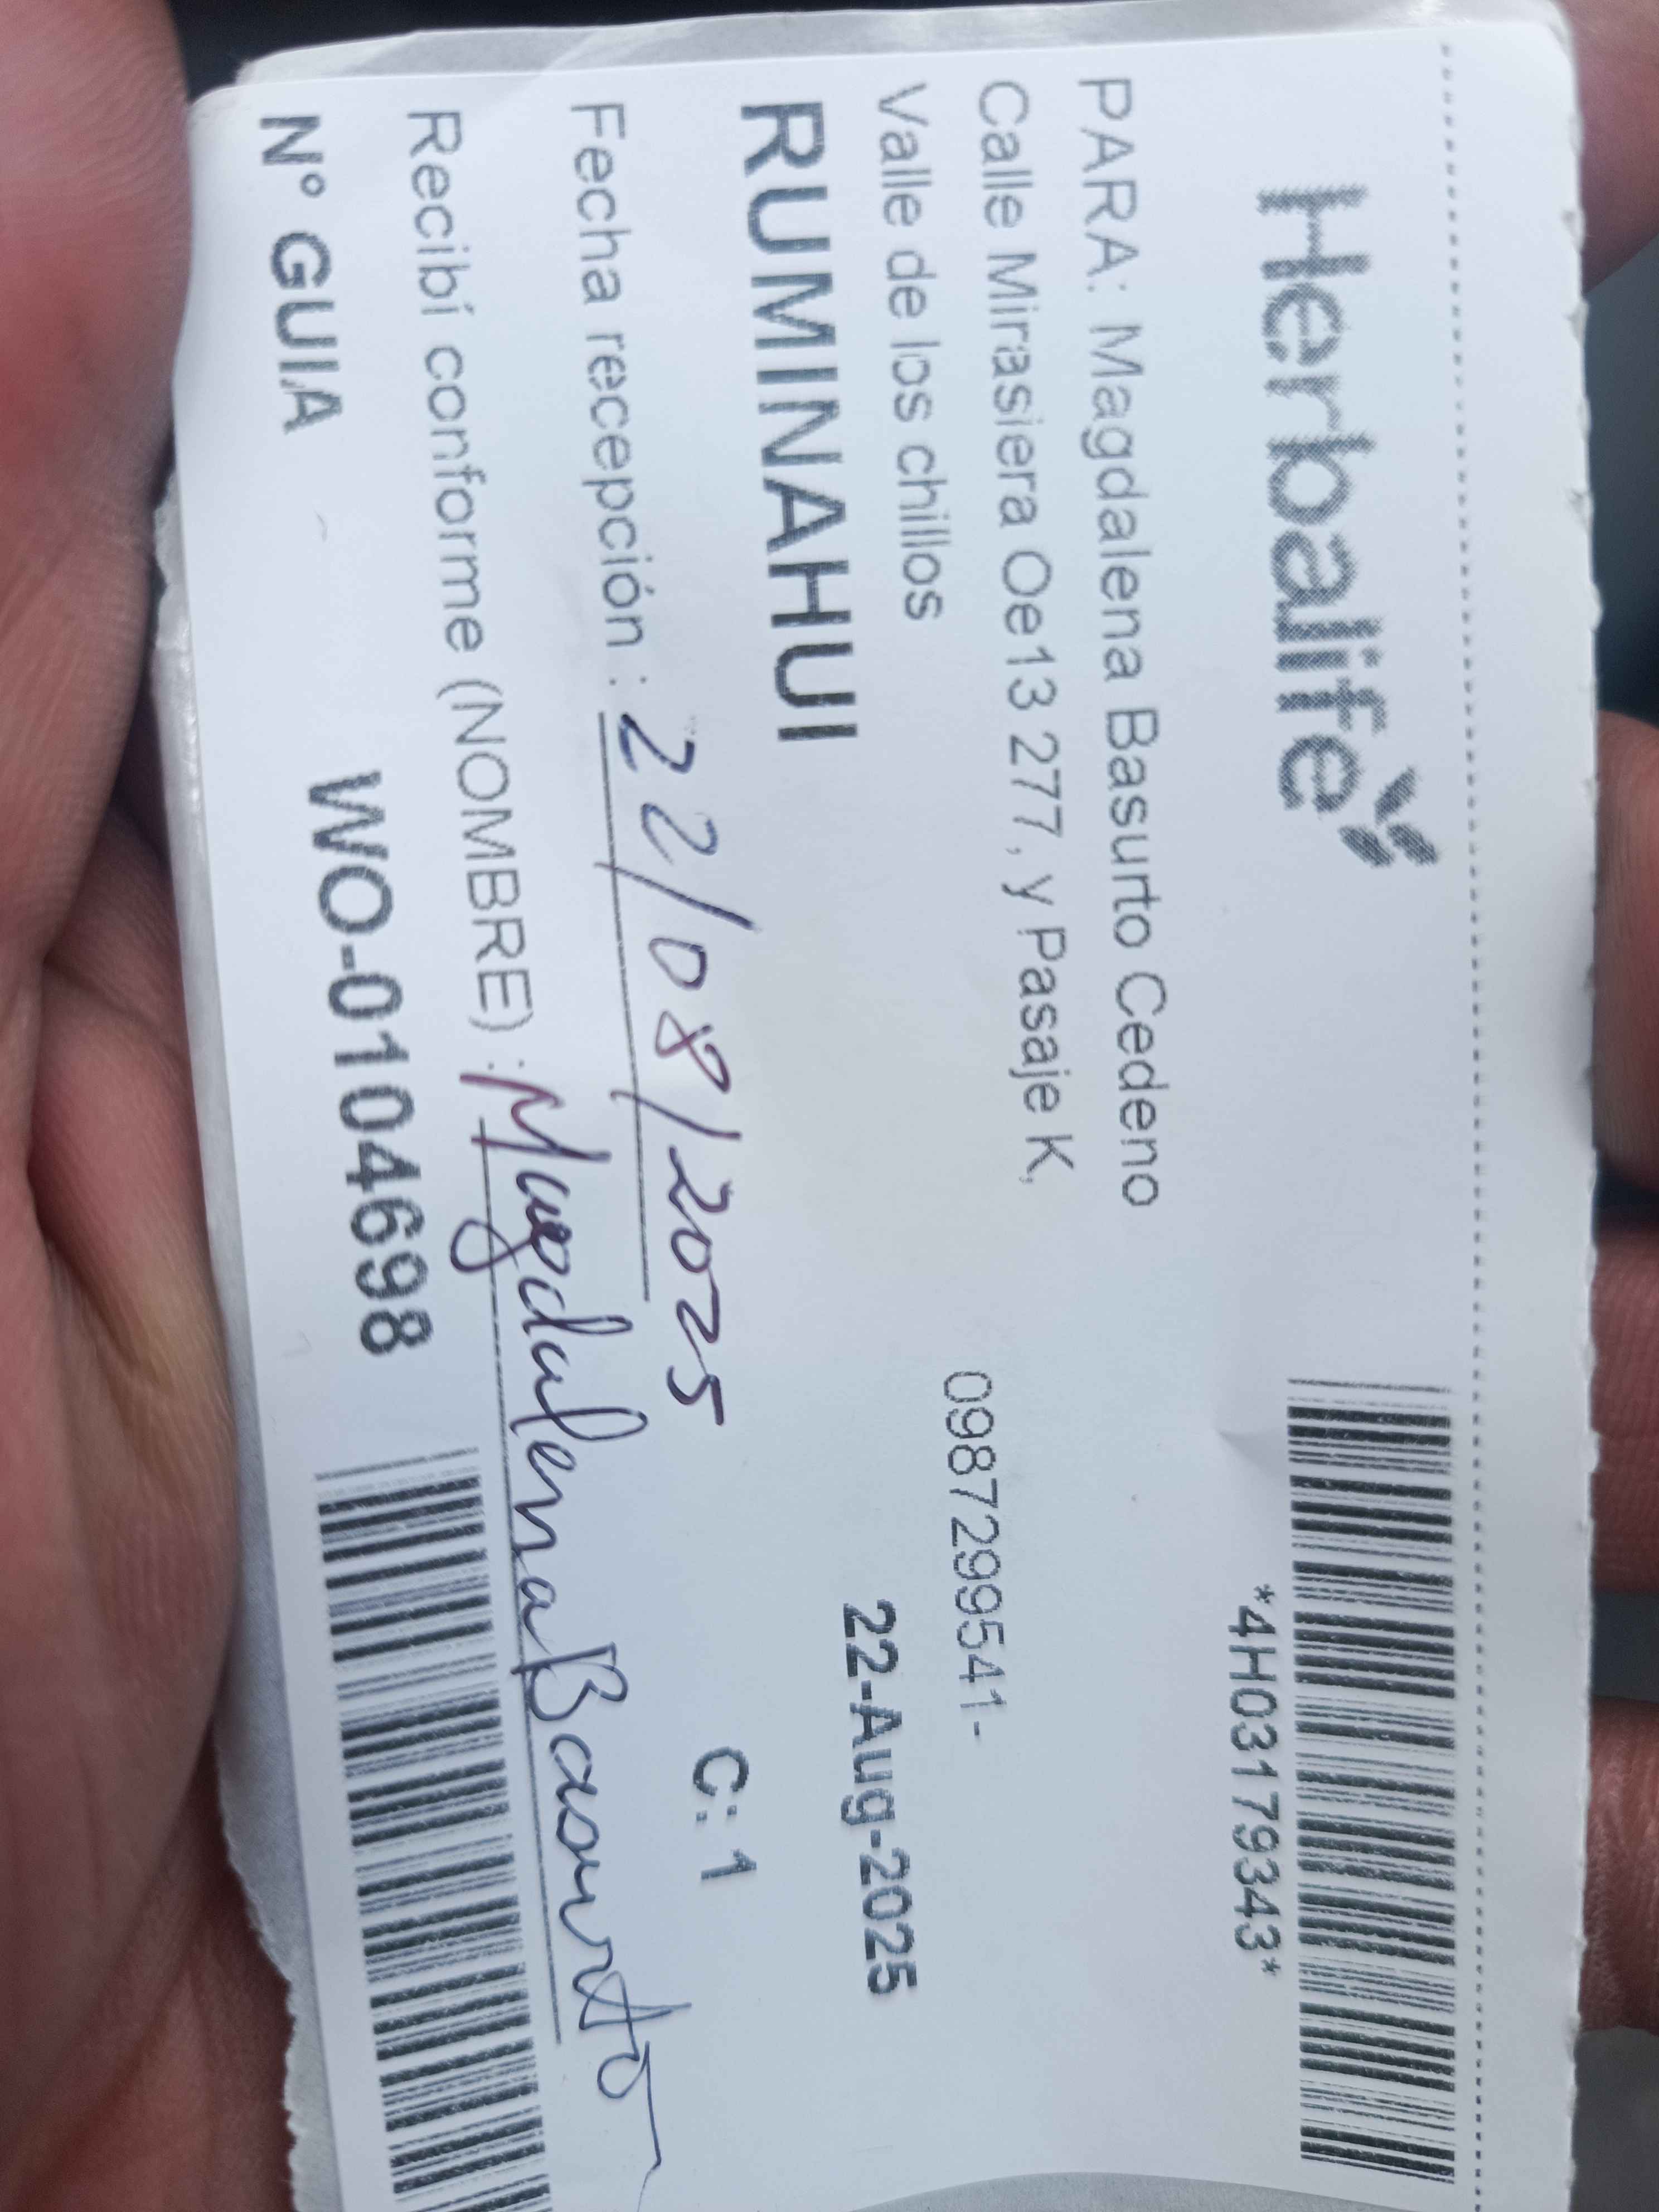 Herbalife
*4H03179343*
PARA: Magdalena Basurto Cedeno
Calle Mirasiera Oe13 277, y Pasaje K,
Valle de los chillos
0987299541-
RUMINAHUI
22-Aug-2025
Fecha recepción : 22/08/2025
C: 1
Recibí conforme (NOMBRE) : Magdalena Basurto
N° GUIA WO-0104698